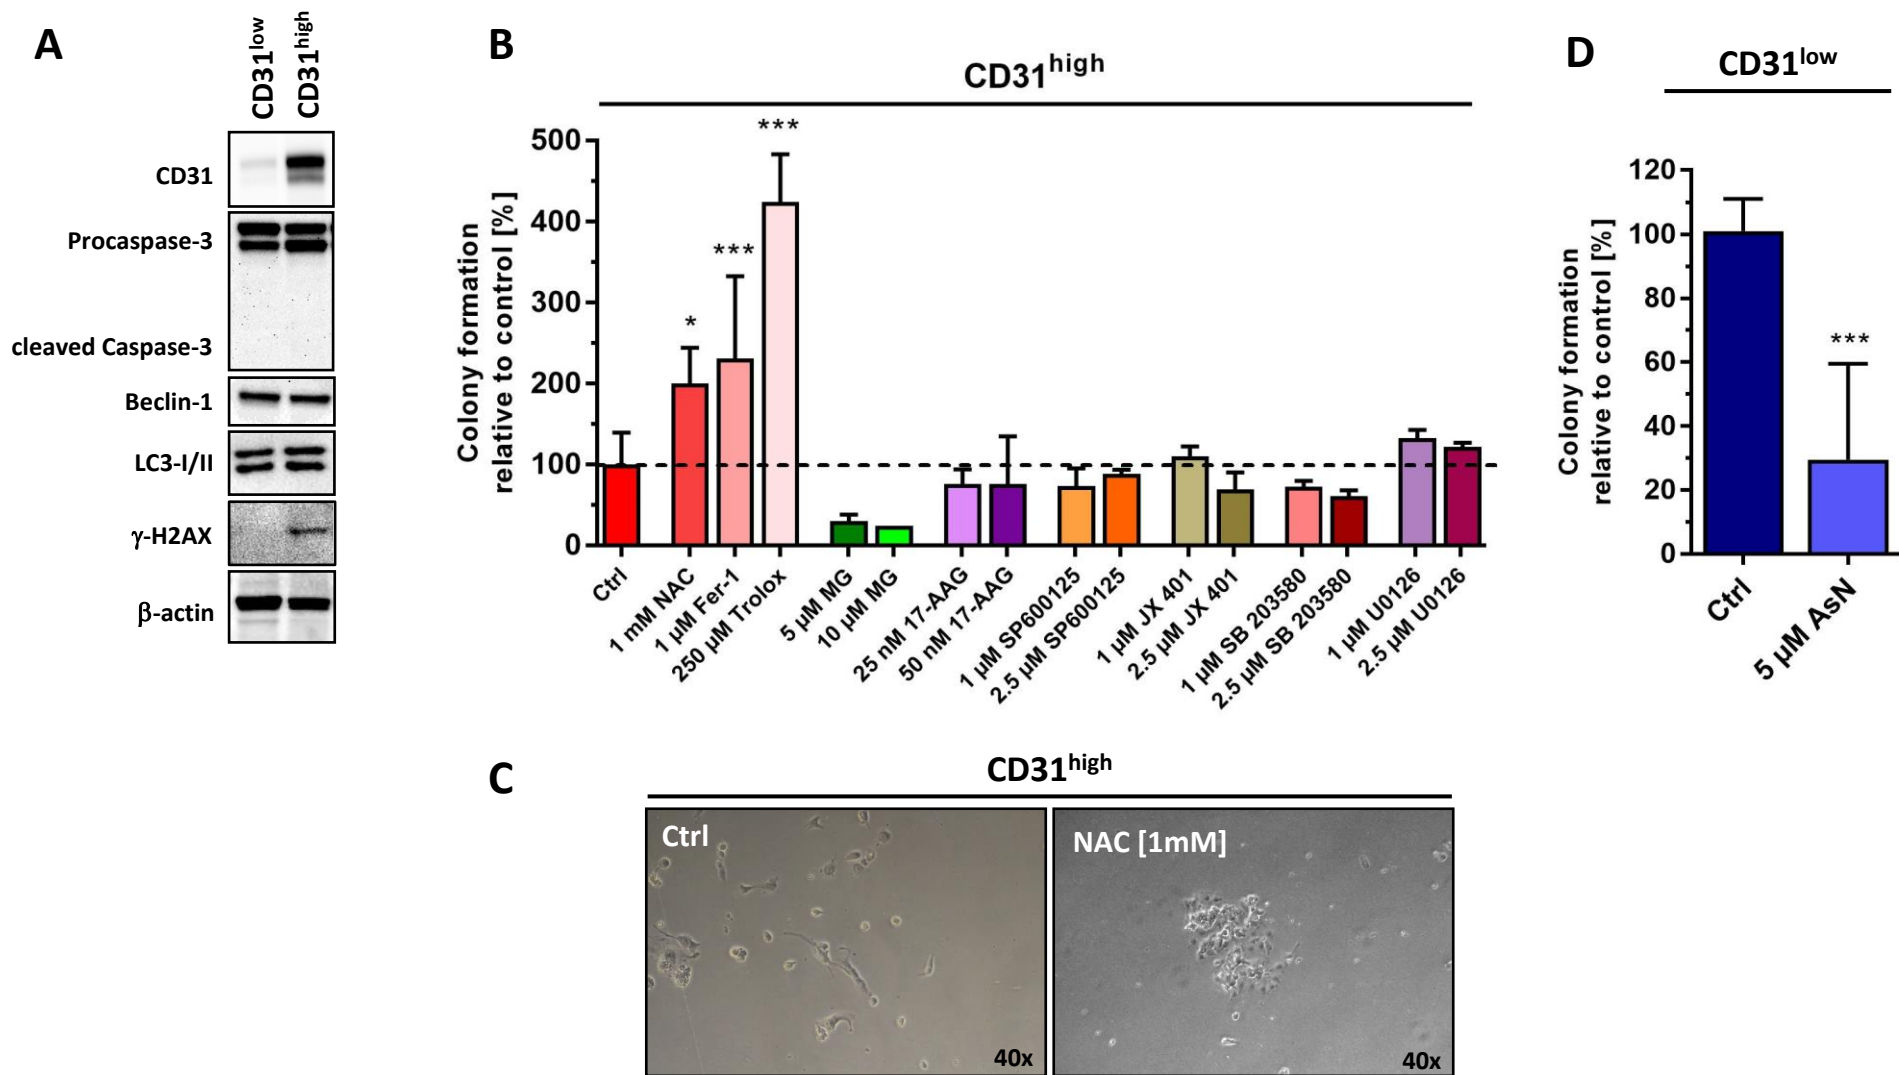 A
CD31low
CD31high
CD31
Procaspase-3
cleaved Caspase-3
Beclin-1
LC3-I/II
γ-H2AX
β-actin
B
CD31high
Colony formation
relative to control [%]
500
400
300
200
100
0
*
***
***
Ctrl
1 mM NAC
1 µM Fer-1
250 µM Trolox
5 µM MG
10 µM MG
25 nM 17-AAG
50 nM 17-AAG
1 µM SP600125
2.5 µM SP600125
1 µM JX 401
2.5 µM JX 401
1 µM SB 203580
2.5 µM SB 203580
1 µM U0126
2.5 µM U0126
C
CD31high
Ctrl
40x
NAC [1mM]
40x
D
CD31low
Colony formation
relative to control [%]
120
100
80
60
40
20
0
***
Ctrl
5 µM AsN